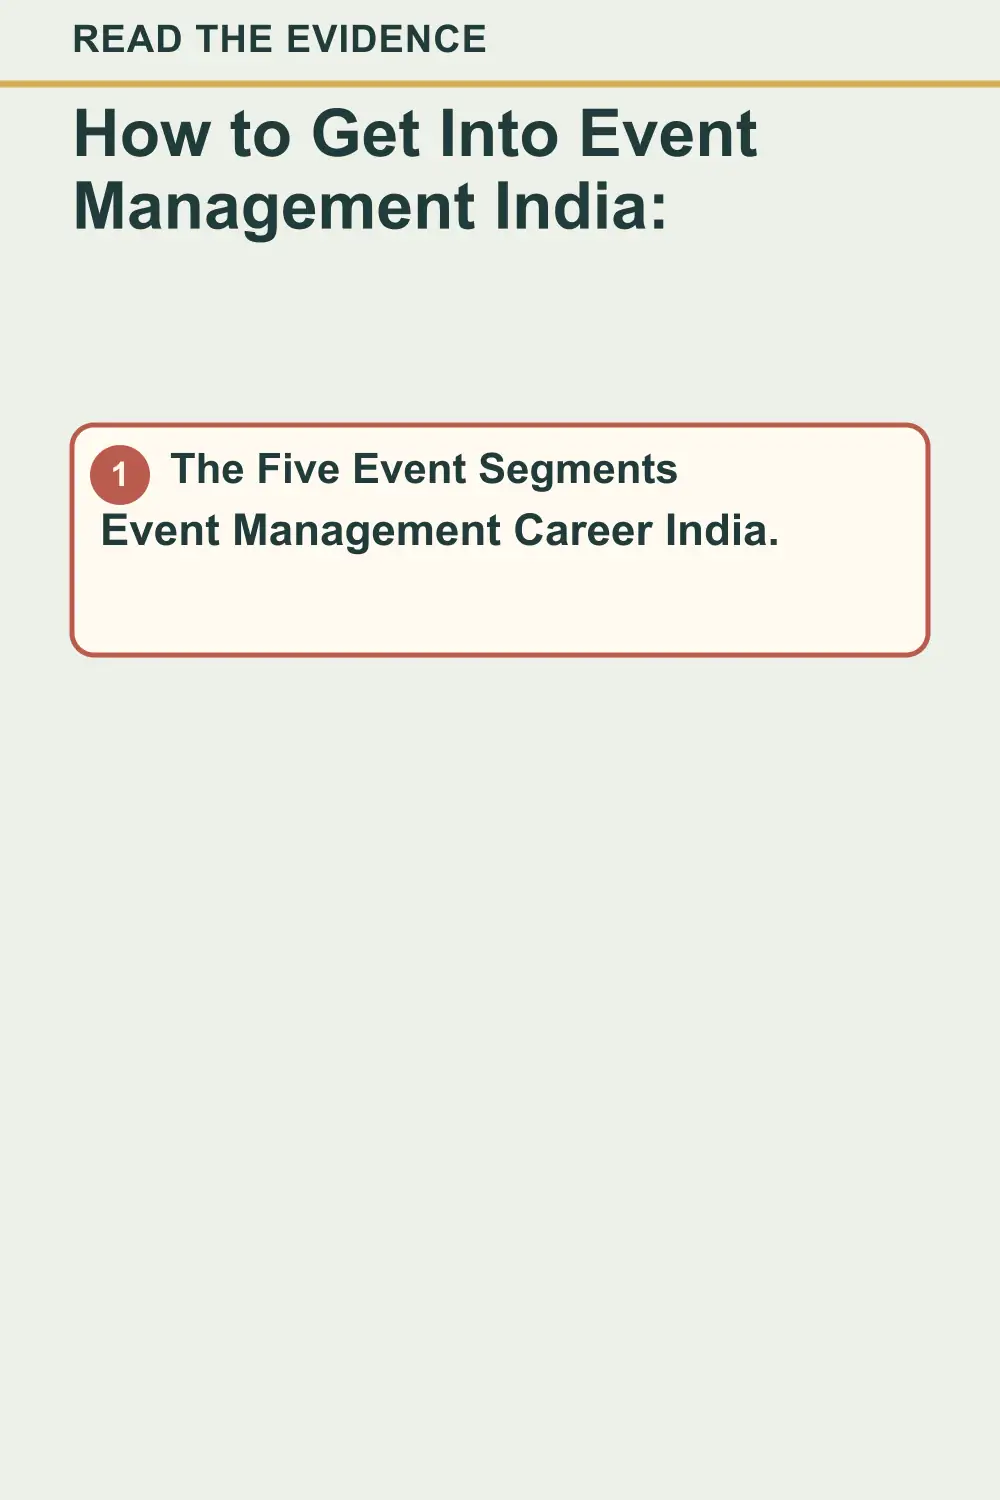 READ THE EVIDENCE
How to Get Into Event
Management India:
1 The Five Event Segments
Event Management Career India.